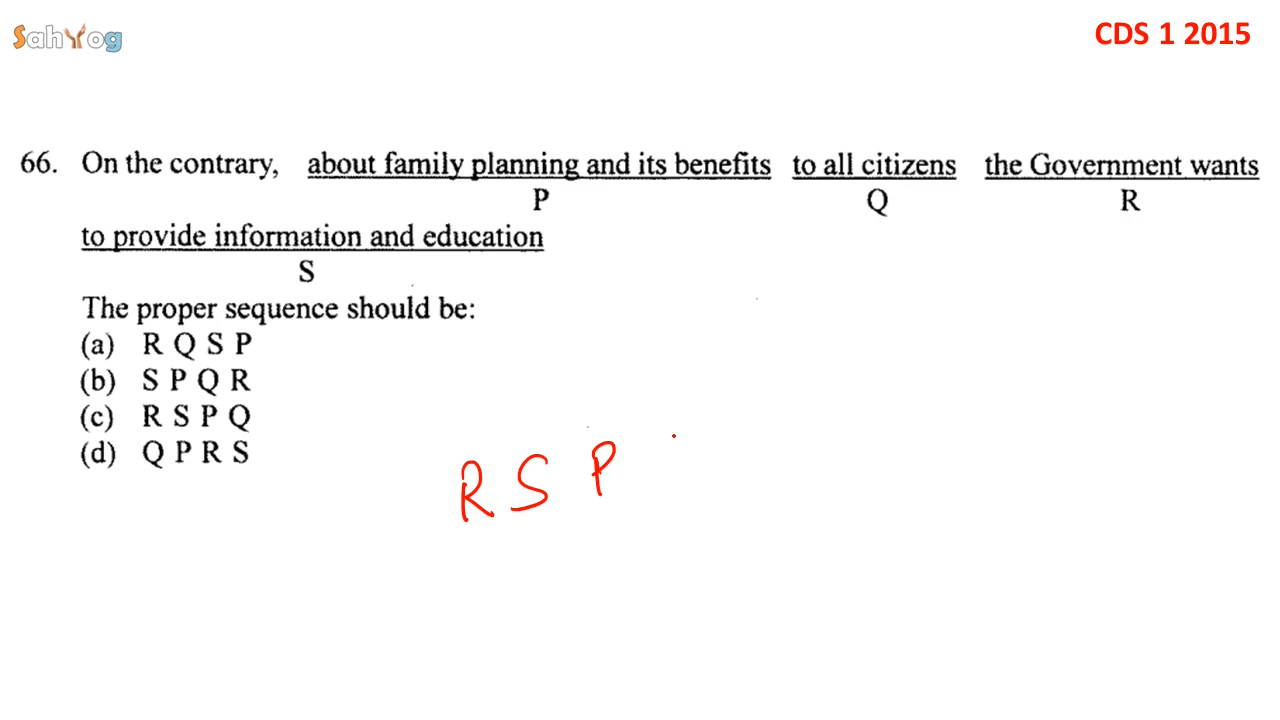 SahYog
CDS 1 2015
66. On the contrary, about family planning and its benefits to all citizens the Government wants
P Q R
to provide information and education
S
The proper sequence should be:
(a) R Q S P
(b) S P Q R
(c) R S P Q
(d) Q P R S
R S P